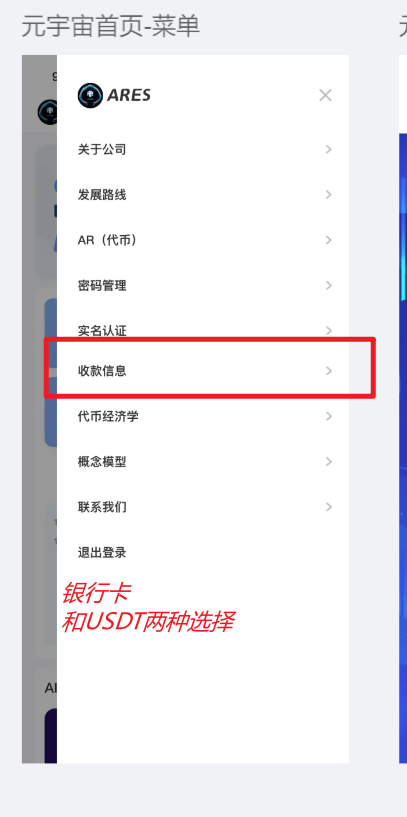 元宇宙首页-菜单
9
ARES
关于公司
发展路线
AR（代币）
密码管理
实名认证
收款信息
代币经济学
概念模型
联系我们
退出登录
银行卡
和USDT两种选择
AI